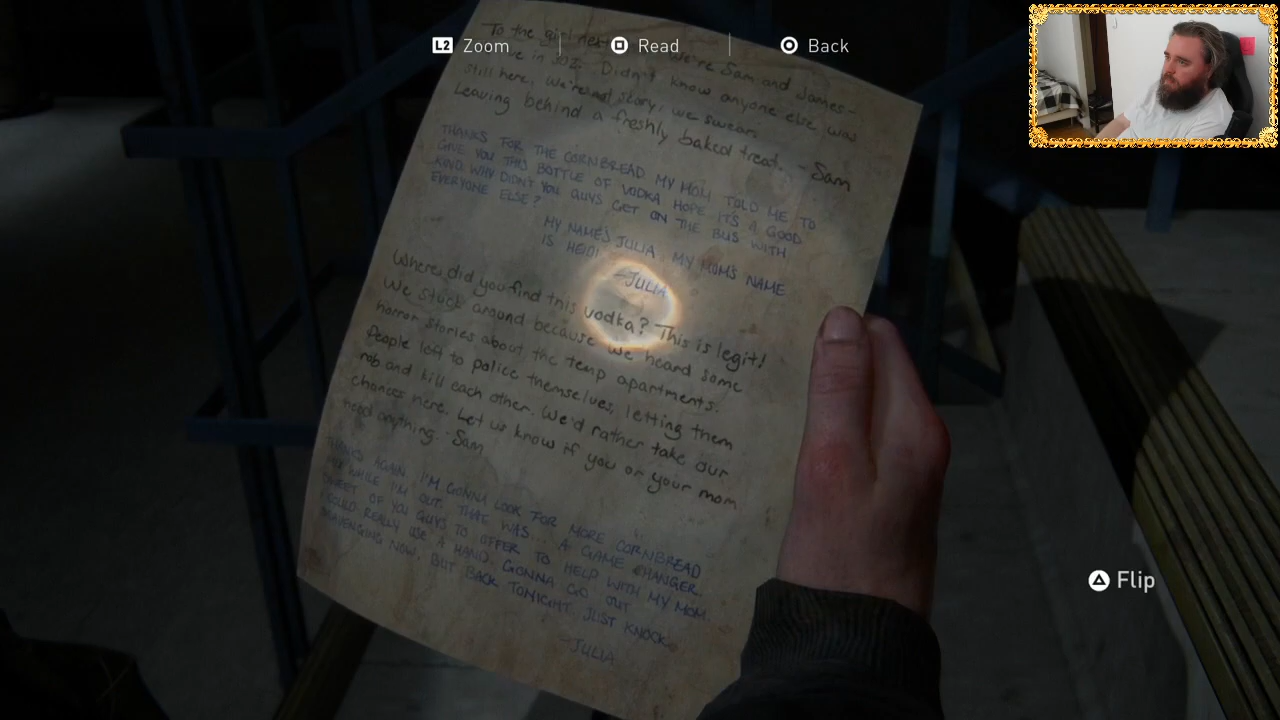 L2 Zoom
Read
Back
To the girl We're Sam and James-
in 302. Didn't know anyone else was
still here. We're not story, we swear.
Leaving behind a freshly baked treat. - Sam
THANKS FOR THE CORNBREAD MY MOM TOLD ME TO
GIVE YOU THIS BOTTLE OF VODKA HOPE IT'S A GOOD
KIND. WHY DIDN'T YOU GUYS GET ON THE BUS WITH
EVERYONE ELSE?
MY NAME'S JULIA. MY MOM'S NAME
IS HEIDI
-JULIA
Where did you find this vodka? This is legit!
We stuck around because we heard some
horror stories about the temp apartments.
People left to police themselves, letting them
rob and kill each other. We'd rather take our
chances here. Let us know if you or your mom
need anything. Sam
THANKS AGAIN. I'M GONNA LOOK FOR MORE CORNBREAD
WHILE I'M OUT. THAT WAS... A GAME CHANGER.
SWEET OF YOU GUYS TO OFFER TO HELP WITH MY MOM.
COULD REALLY USE A HAND. GONNA GO OUT
SCAVENGING NOW, BUT BACK TONIGHT. JUST KNOCK.
-JULIA
Flip